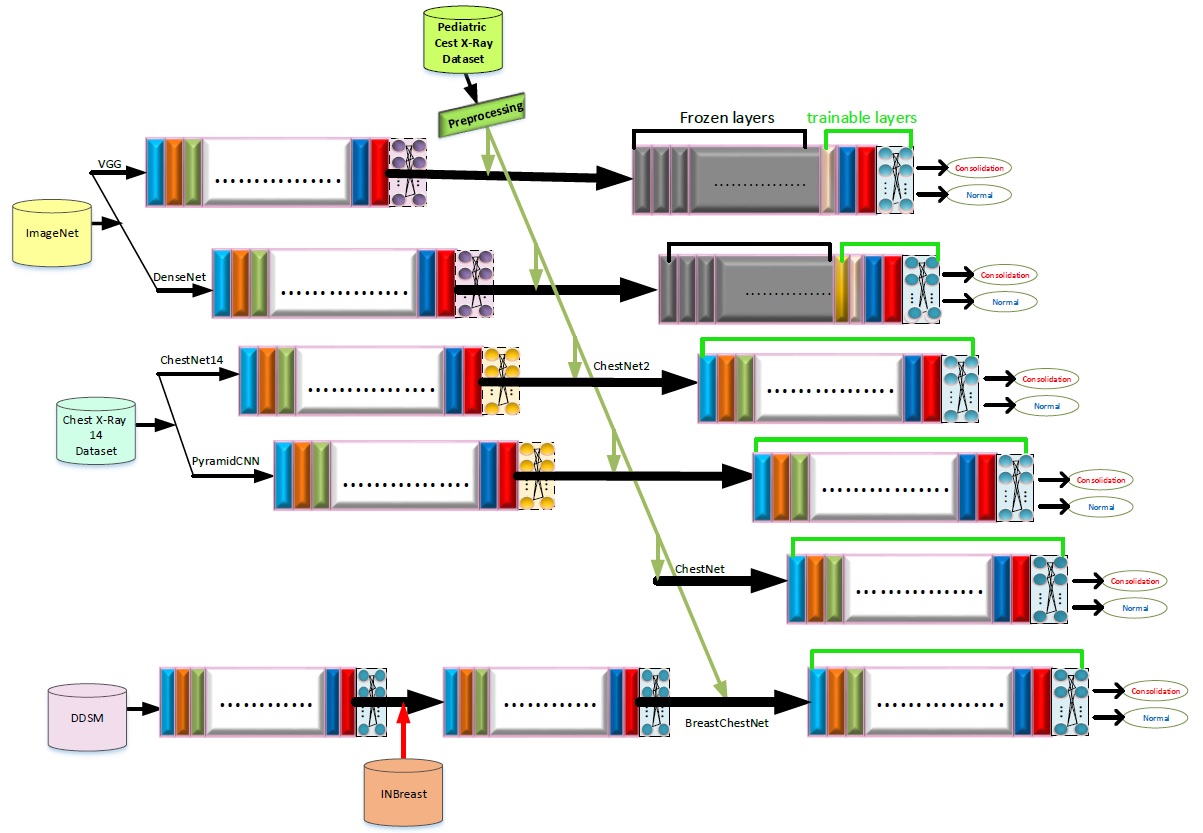 Pediatric
Cest X-Ray
Dataset
Preprocessing
Frozen layers
trainable layers
VGG
..............
..............
Consolidation
Normal
ImageNet
DenseNet
..............
..............
Consolidation
Normal
ChestNet14
..............
ChestNet2
..............
Consolidation
Normal
Chest X-Ray
14
Dataset
PyramidCNN
..............
..............
Consolidation
Normal
ChestNet
..............
Consolidation
Normal
DDSM
..............
..............
BreastChestNet
..............
Consolidation
Normal
INBreast